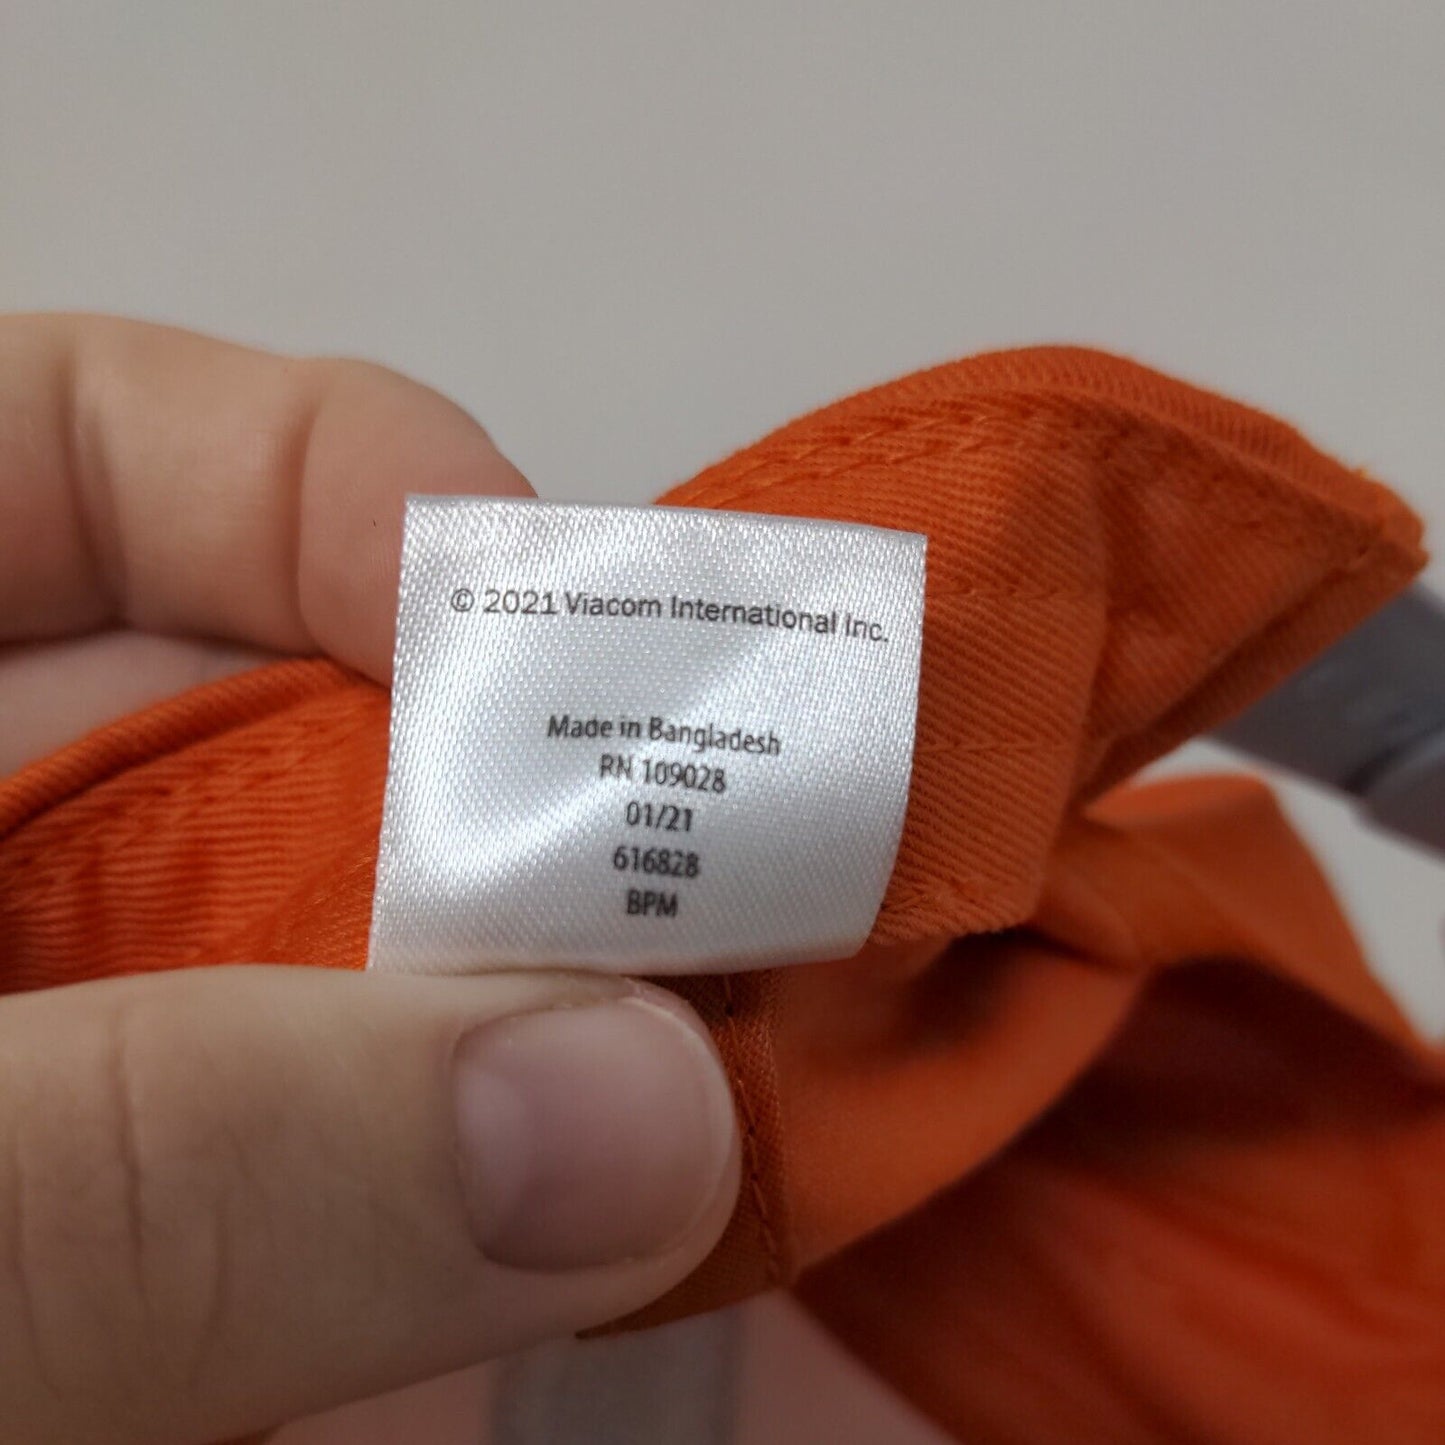 © 2021 Viacom International Inc.
Made in Bangladesh
RN 109028
01/21
616828
BPM